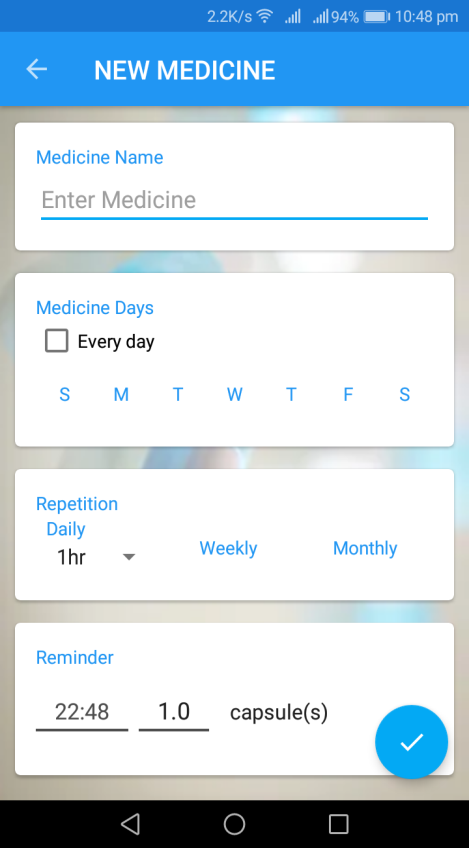 2.2K/s 94% 10:48 pm
NEW MEDICINE
Medicine Name
Enter Medicine
Medicine Days
Every day
S M T W T F S
Repetition
Daily
1hr Weekly Monthly
Reminder
22:48 1.0 capsule(s)